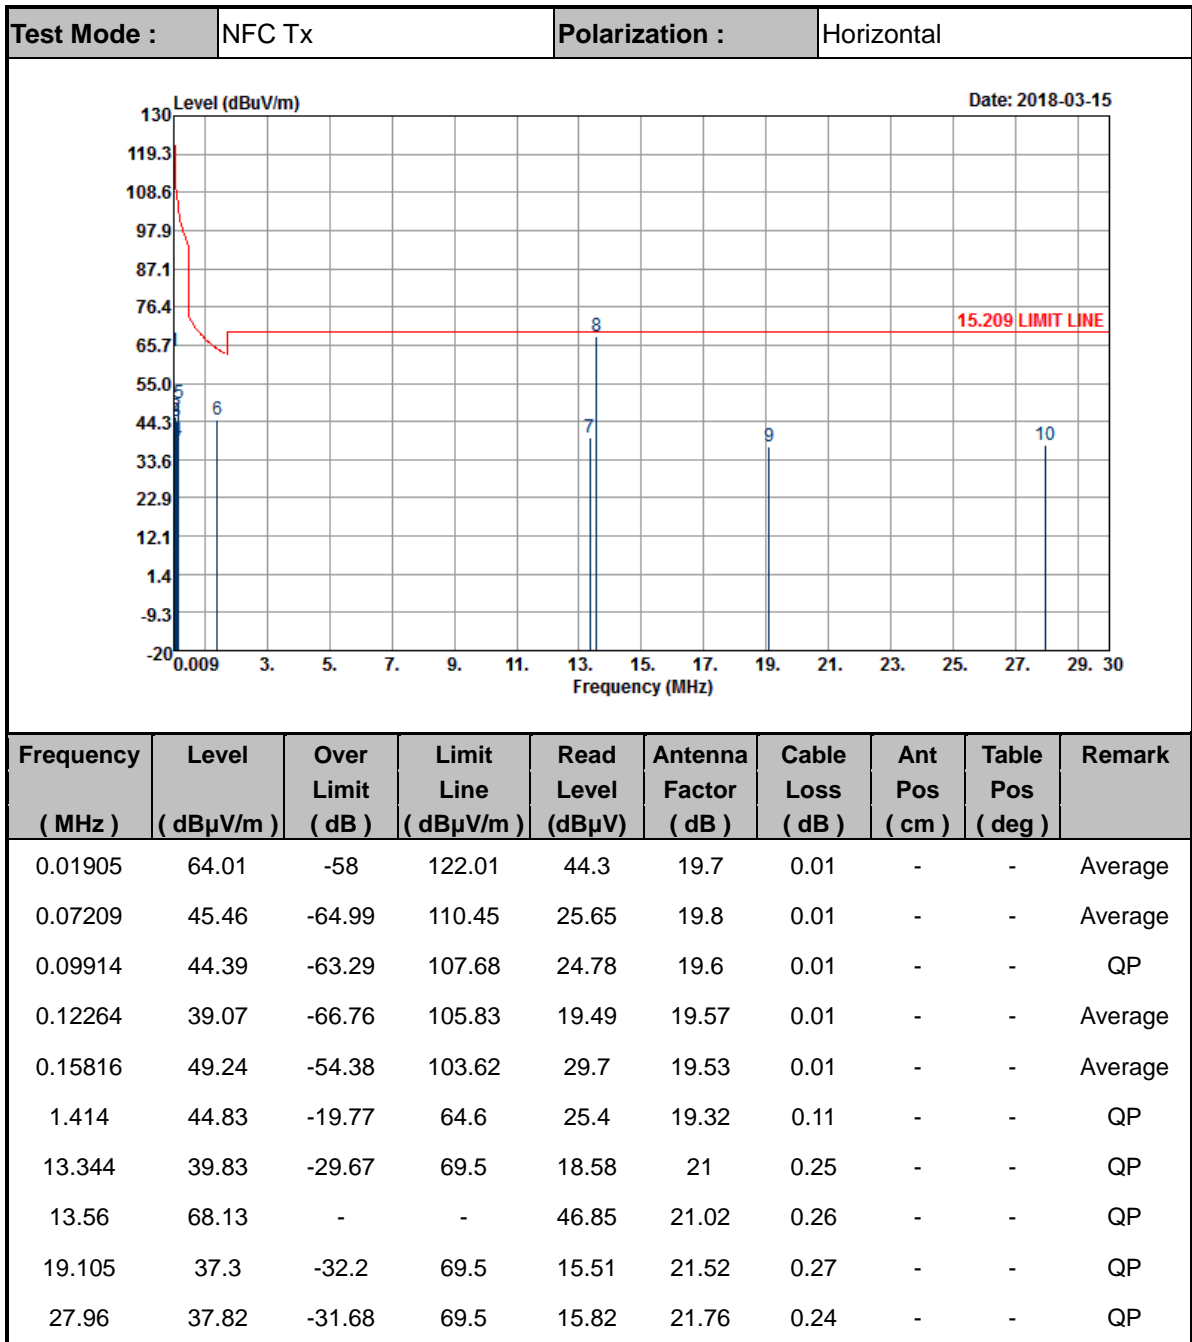 Test Mode : NFC Tx Polarization : Horizontal
Level (dBuV/m) Date: 2018-03-15
130
119.3
108.6
97.9
87.1
76.4
15.209 LIMIT LINE
8
65.7
55.0
5
6
44.3
7
9
10
33.6
22.9
12.1
1.4
-9.3
-20
0.009 3. 5. 7. 9. 11. 13. 15. 17. 19. 21. 23. 25. 27. 29. 30
Frequency (MHz)
Frequency Level Over Limit Read Antenna Cable Ant Table Remark
Limit Line Level Factor Loss Pos Pos
( MHz ) ( dBµV/m ) ( dB ) ( dBµV/m ) (dBµV) ( dB ) ( dB ) ( cm ) ( deg )
0.01905 64.01 -58 122.01 44.3 19.7 0.01 - - Average
0.07209 45.46 -64.99 110.45 25.65 19.8 0.01 - - Average
0.09914 44.39 -63.29 107.68 24.78 19.6 0.01 - - QP
0.12264 39.07 -66.76 105.83 19.49 19.57 0.01 - - Average
0.15816 49.24 -54.38 103.62 29.7 19.53 0.01 - - Average
1.414 44.83 -19.77 64.6 25.4 19.32 0.11 - - QP
13.344 39.83 -29.67 69.5 18.58 21 0.25 - - QP
13.56 68.13 - - 46.85 21.02 0.26 - - QP
19.105 37.3 -32.2 69.5 15.51 21.52 0.27 - - QP
27.96 37.82 -31.68 69.5 15.82 21.76 0.24 - - QP